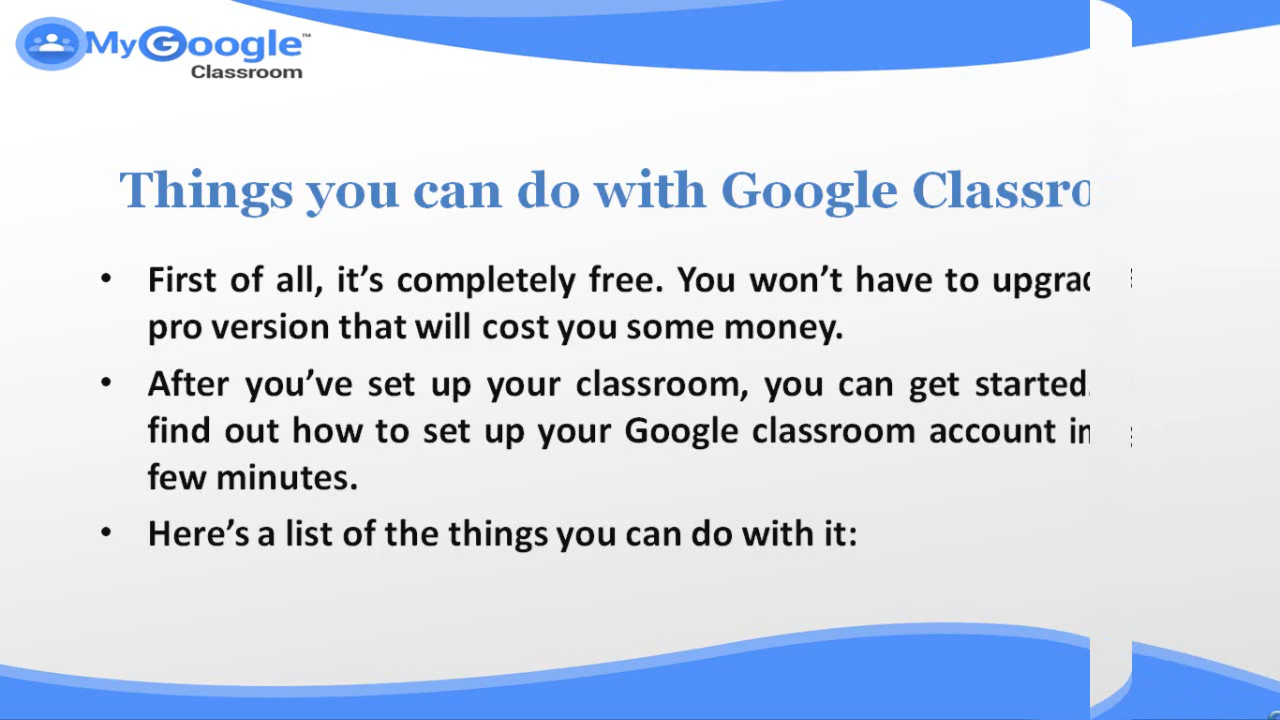 MyGoogle™
Classroom
Things you can do with Google Classro
First of all, it’s completely free. You won’t have to upgrad
pro version that will cost you some money.
After you’ve set up your classroom, you can get started.
find out how to set up your Google classroom account in
few minutes.
Here’s a list of the things you can do with it: